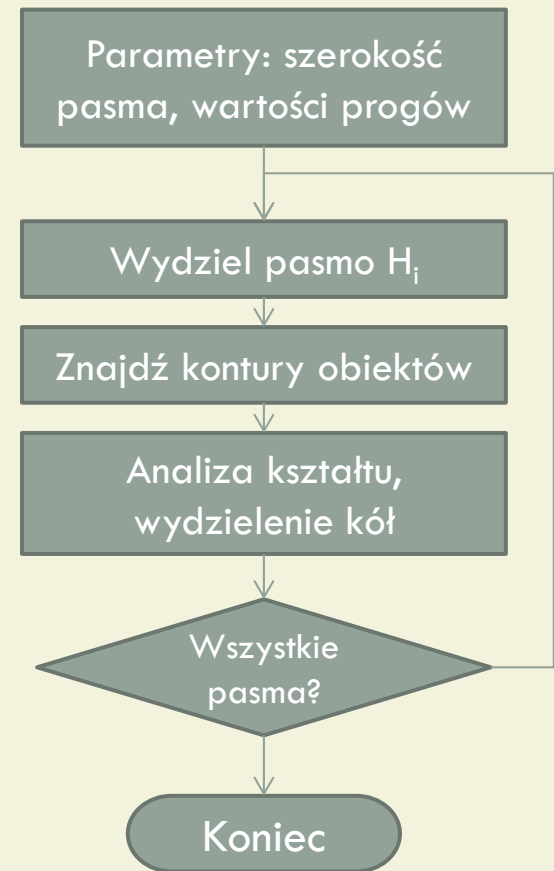 Parametry: szerokość
pasma, wartości progów
Wydziel pasmo Hᵢ
Znajdź kontury obiektów
Analiza kształtu,
wydzielenie kół
Wszystkie
pasma?
Koniec